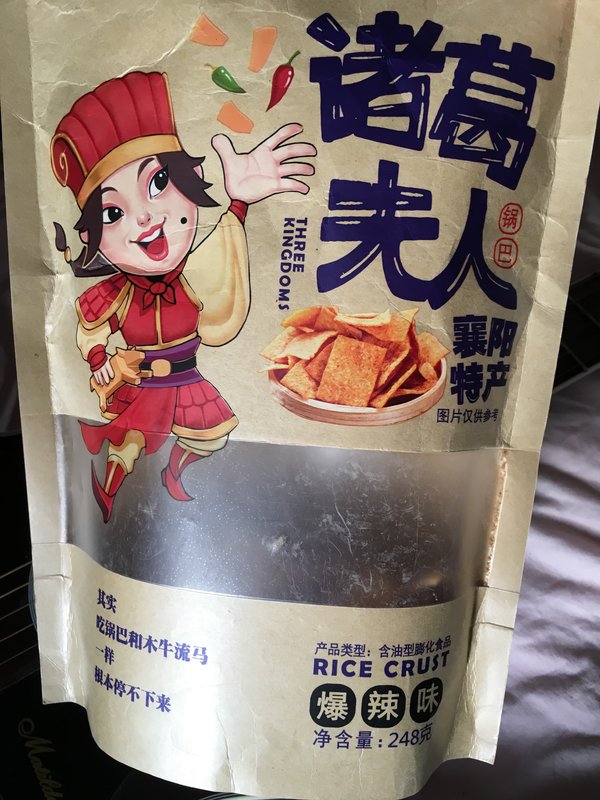 诸葛
夫人
锅巴
THREE
KINGDOMS
襄阳
特产
图片仅供参考
其实
吃锅巴和木牛流马
一样
根本停不下来
产品类型：含油型膨化食品
RICE CRUST
爆辣味
净含量：248克